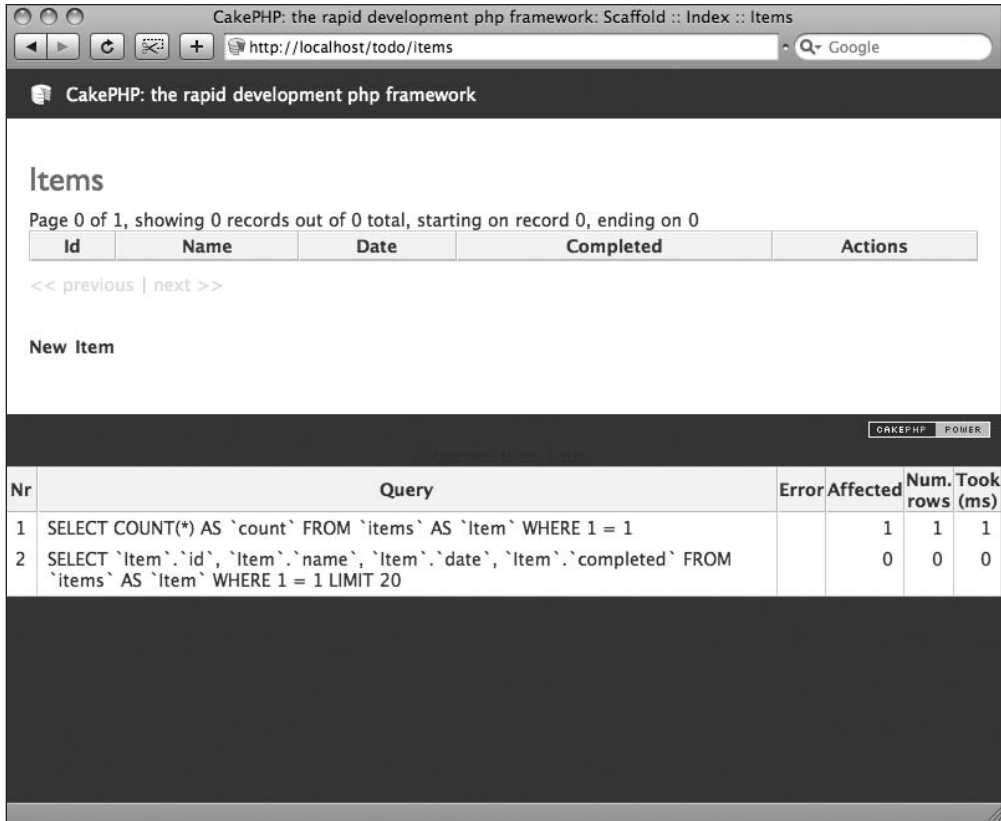 CakePHP: the rapid development php framework: Scaffold :: Index :: Items
http://localhost/todo/items
Google
CakePHP: the rapid development php framework
Items
Page 0 of 1, showing 0 records out of 0 total, starting on record 0, ending on 0
Id Name Date Completed Actions
<< previous | next >>
New Item
CAKEPHP POWER
Nr Query Error Affected Num. rows Took (ms)
1 SELECT COUNT(*) AS `count` FROM `items` AS `Item` WHERE 1 = 1 1 1 1
2 SELECT `Item`.`id`, `Item`.`name`, `Item`.`date`, `Item`.`completed` FROM 0 0 0
`items` AS `Item` WHERE 1 = 1 LIMIT 20